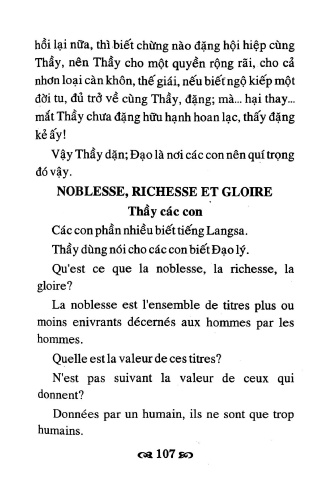 hồi lại nữa, thì biết chừng nào đặng hội hiệp cùng
Thầy, nên Thầy cho một quyền rộng rãi, cho cả
nhơn loại càn khôn, thế giái, nếu biết ngộ kiếp một
đời tu, đủ trở về cùng Thầy, đặng; mà... hại thay...
mắt Thầy chưa đặng hữu hạnh hoan lạc, thấy đặng
kẻ ấy!
Vậy Thầy dặn; Đạo là nơi các con nên quí trọng
đó vậy.
NOBLESSE, RICHESSE ET GLOIRE
Thầy các con
Các con phần nhiều biết tiếng Langsa.
Thầy dùng nói cho các con biết Đạo lý.
Qu'est ce que la noblesse, la richesse, la
gloire?
La noblesse est l'ensemble de titres plus ou
moins enivrants décernés aux hommes par les
hommes.
Quelle est la valeur de ces titres?
N'est pas suivant la valeur de ceux qui
donnent?
Données par un humain, ils ne sont que trop
humains.
107